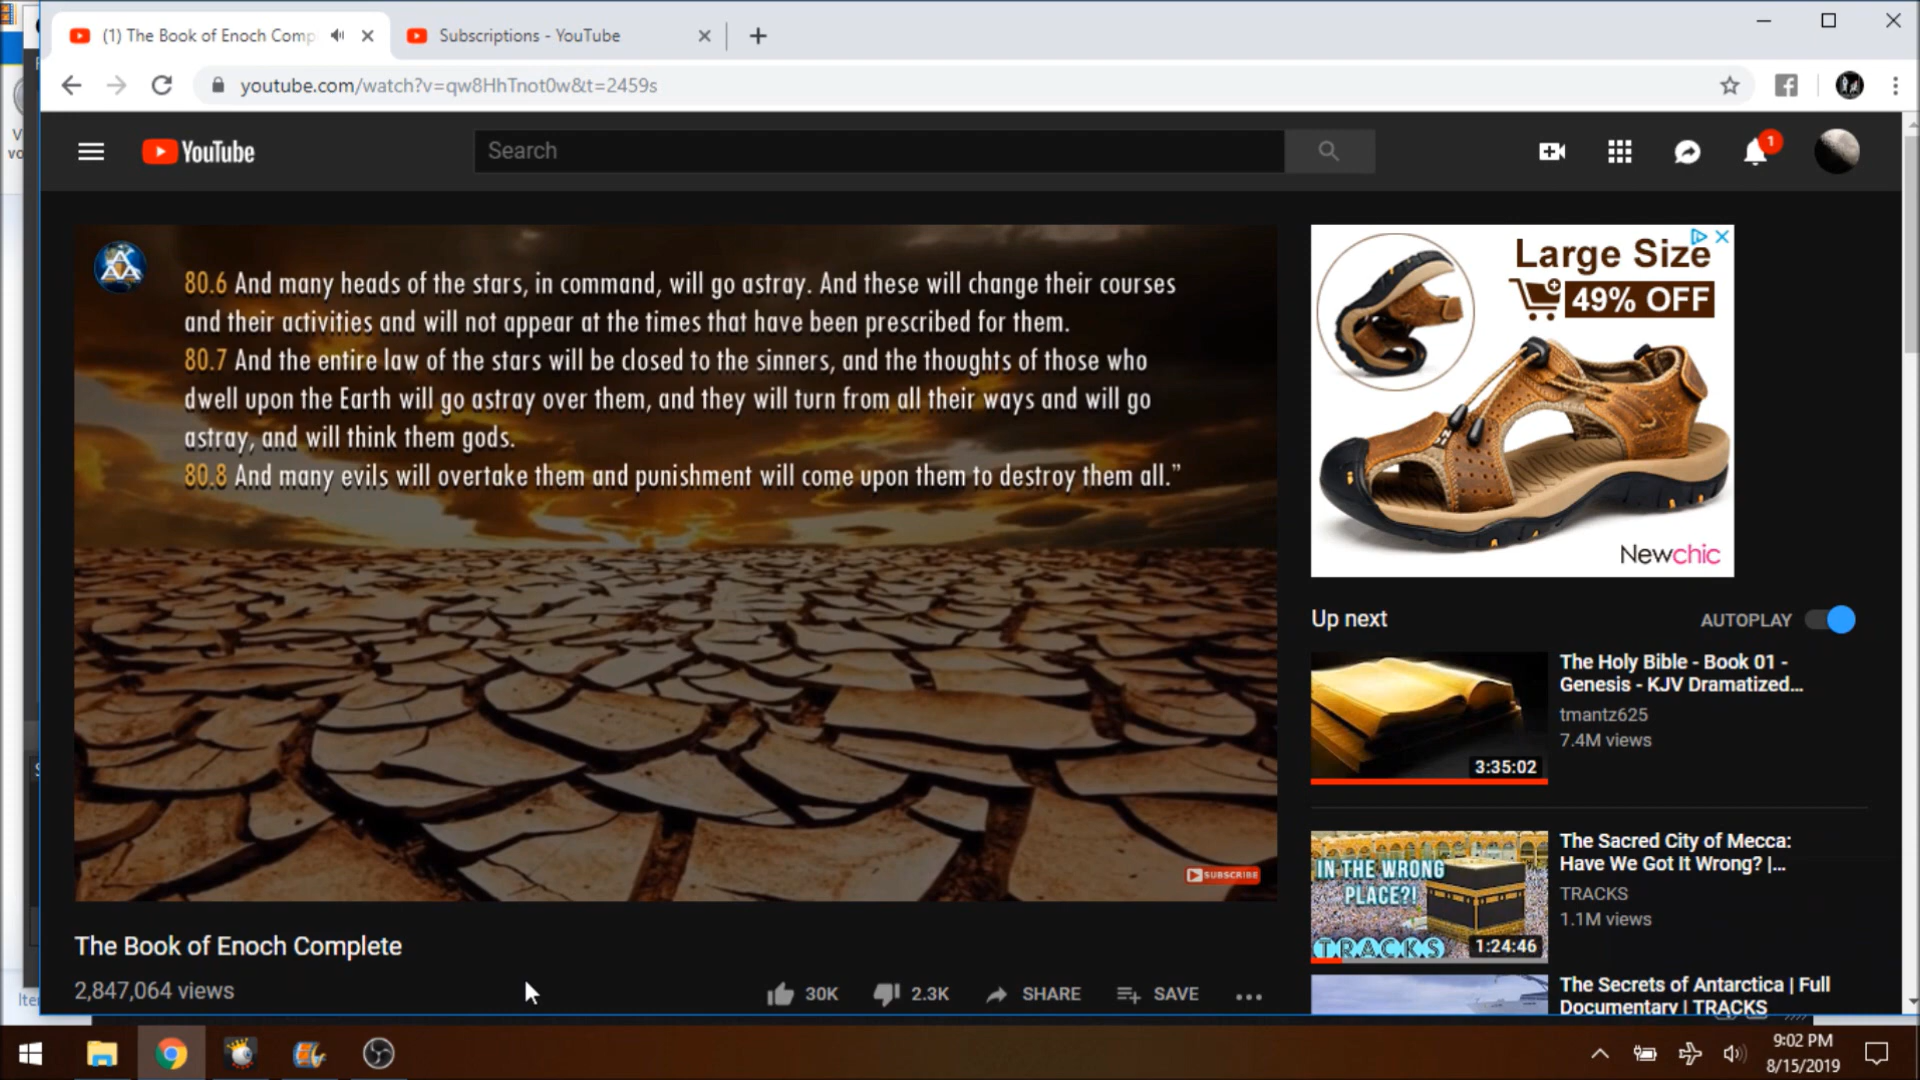 (1) The Book of Enoch Comp
Subscriptions - YouTube
youtube.com/watch?v=qw8HhTnot0w&t=2459s
YouTube
Search
1
80.6 And many heads of the stars, in command, will go astray. And these will change their courses
and their activities and will not appear at the times that have been prescribed for them.
80.7 And the entire law of the stars will be closed to the sinners, and the thoughts of those who
dwell upon the Earth will go astray over them, and they will turn from all their ways and will go
astray, and will think them gods.
80.8 And many evils will overtake them and punishment will come upon them to destroy them all.”
SUBSCRIBE
The Book of Enoch Complete
2,847,064 views
30K
2.3K
SHARE
SAVE
Large Size
49% OFF
Newchic
Up next
AUTOPLAY
3:35:02
The Holy Bible - Book 01 -
Genesis - KJV Dramatized...
tmantz625
7.4M views
IN THE WRONG
PLACE?!
TRACKS
1:24:46
The Sacred City of Mecca:
Have We Got It Wrong? |...
TRACKS
1.1M views
The Secrets of Antarctica | Full
Documentary | TRACKS
9:02 PM
8/15/2019